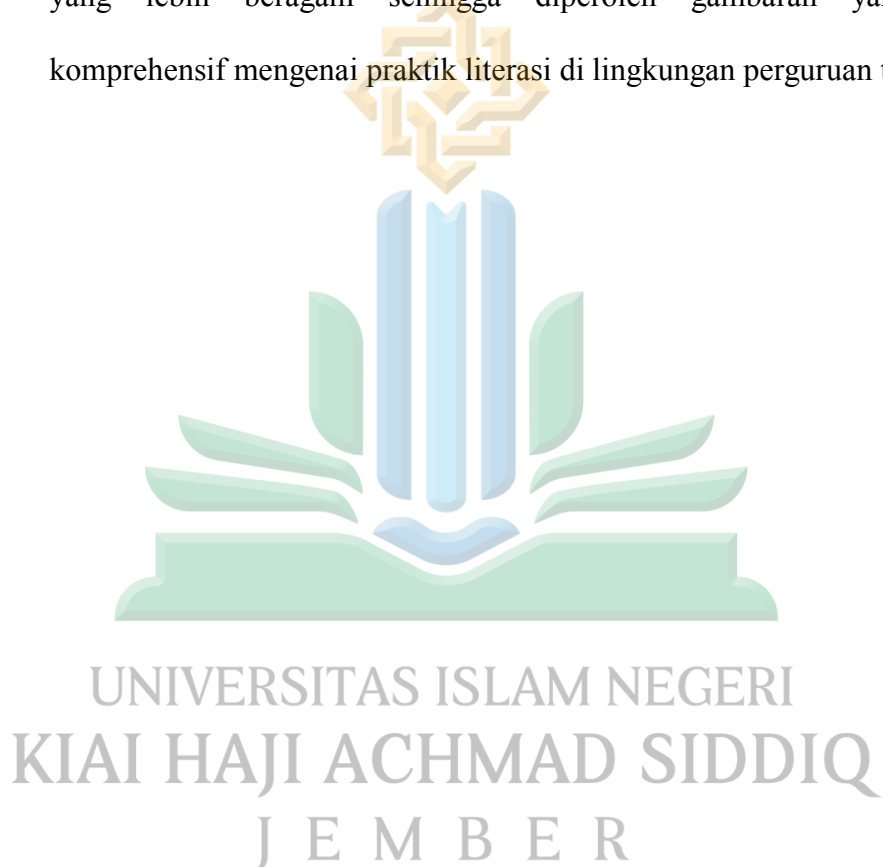 yang lebih beragam sehingga diperoleh gambaran
komprehensif mengenai praktik literasi di lingkungan perguruan
UNIVERSITAS ISLAM NEGERI
KIAI HAJI ACHMAD SIDDIQ
J E M B E R